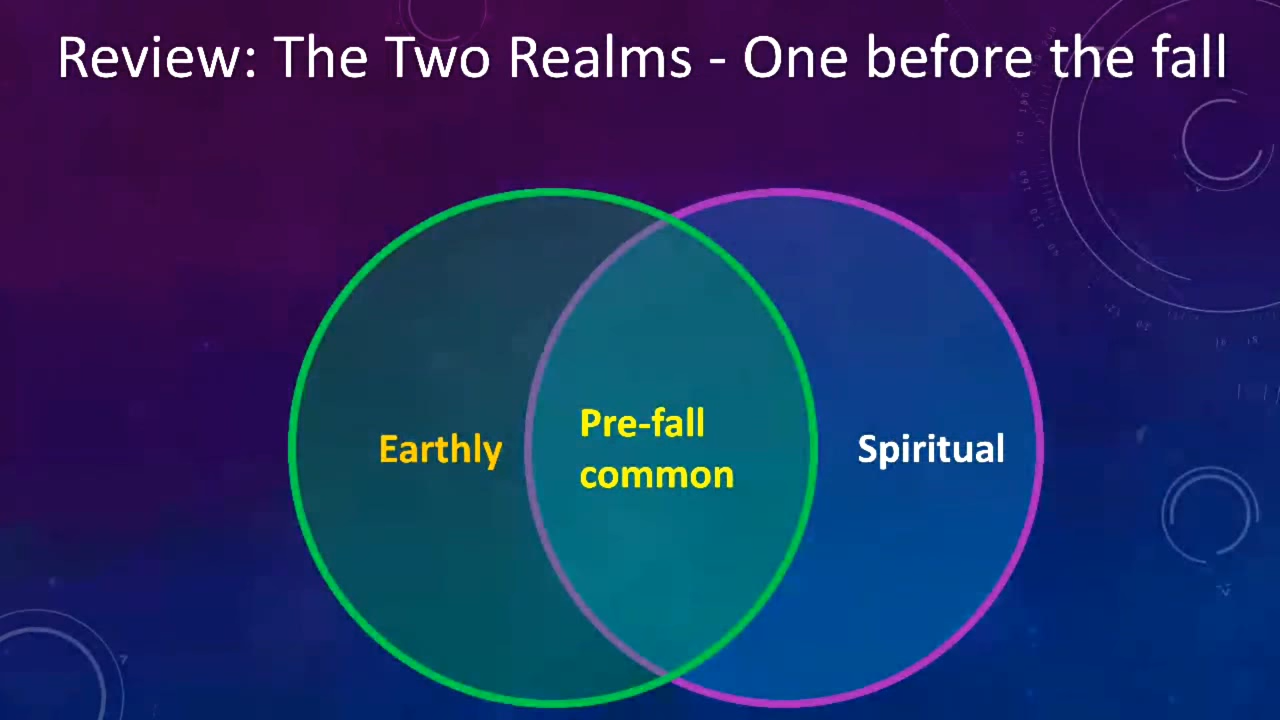 Review: The Two Realms - One before the fall
Earthly
Pre-fall
common
Spiritual